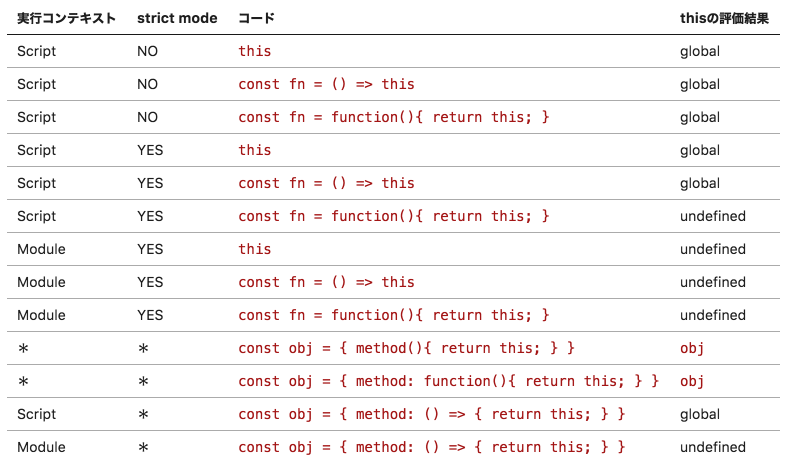 実行コンテキスト strict mode コード thisの評価結果
Script NO this global
Script NO const fn = () => this global
Script NO const fn = function(){ return this; } global
Script YES this global
Script YES const fn = () => this global
Script YES const fn = function(){ return this; } undefined
Module YES this undefined
Module YES const fn = () => this undefined
Module YES const fn = function(){ return this; } undefined
＊ ＊ const obj = { method(){ return this; } } obj
＊ ＊ const obj = { method: function(){ return this; } } obj
Script ＊ const obj = { method: () => { return this; } } global
Module ＊ const obj = { method: () => { return this; } } undefined